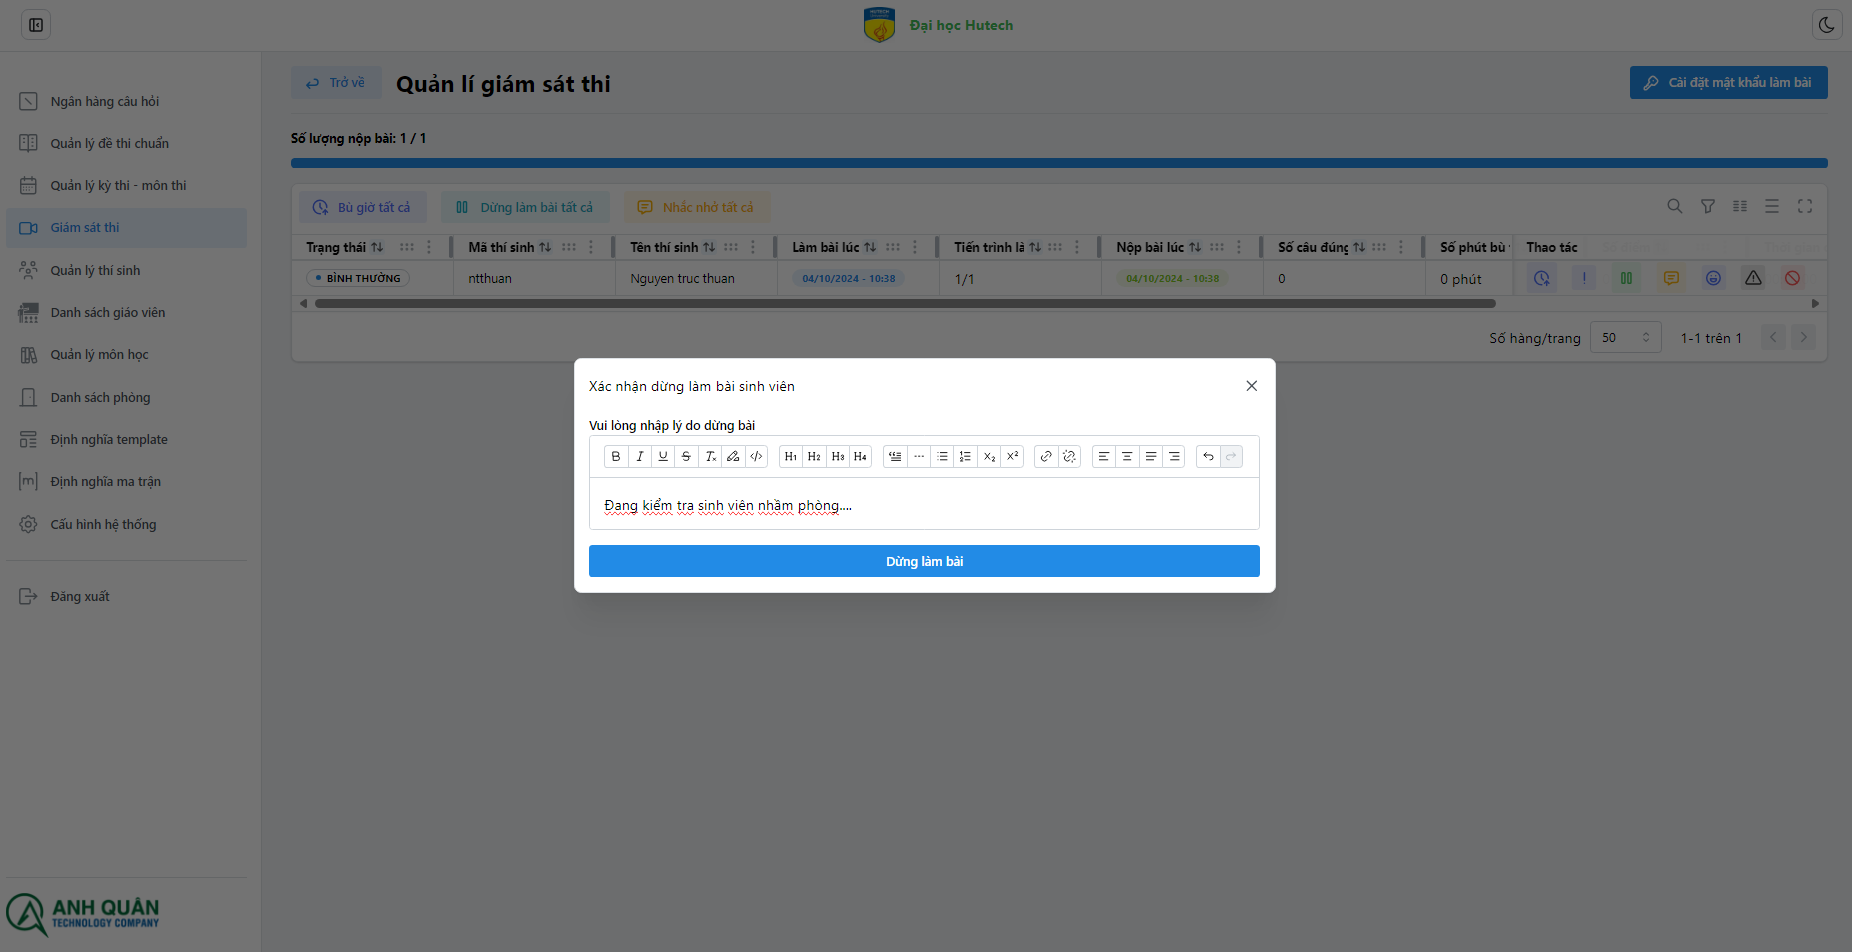 Đại học Hutech
Trở về
Quản lí giám sát thi
Cài đặt mật khẩu làm bài
Ngân hàng câu hỏi
Quản lý đề thi chuẩn
Quản lý kỳ thi - môn thi
Giám sát thi
Quản lý thí sinh
Danh sách giáo viên
Quản lý môn học
Danh sách phòng
Định nghĩa template
Định nghĩa ma trận
Cấu hình hệ thống
Đăng xuất
ANH QUÂN
TECHNOLOGY COMPANY
Số lượng nộp bài: 1 / 1
Bù giờ tất cả
Dừng làm bài tất cả
Nhắc nhở tất cả
Trạng thái Mã thí sinh Tên thí sinh Làm bài lúc Tiến trình là Nộp bài lúc Số câu đúng Số phút bù Thao tác
BÌNH THƯỜNG ntthuan Nguyen truc thuan 04/10/2024 - 10:38 1/1 04/10/2024 - 10:38 0 0 phút
Số hàng/trang 50 1-1 trên 1
Xác nhận dừng làm bài sinh viên
Vui lòng nhập lý do dừng bài
B I U S Tx </> H1 H2 H3 H4 x2 x²
Đang kiểm tra sinh viên nhầm phòng....
Dừng làm bài